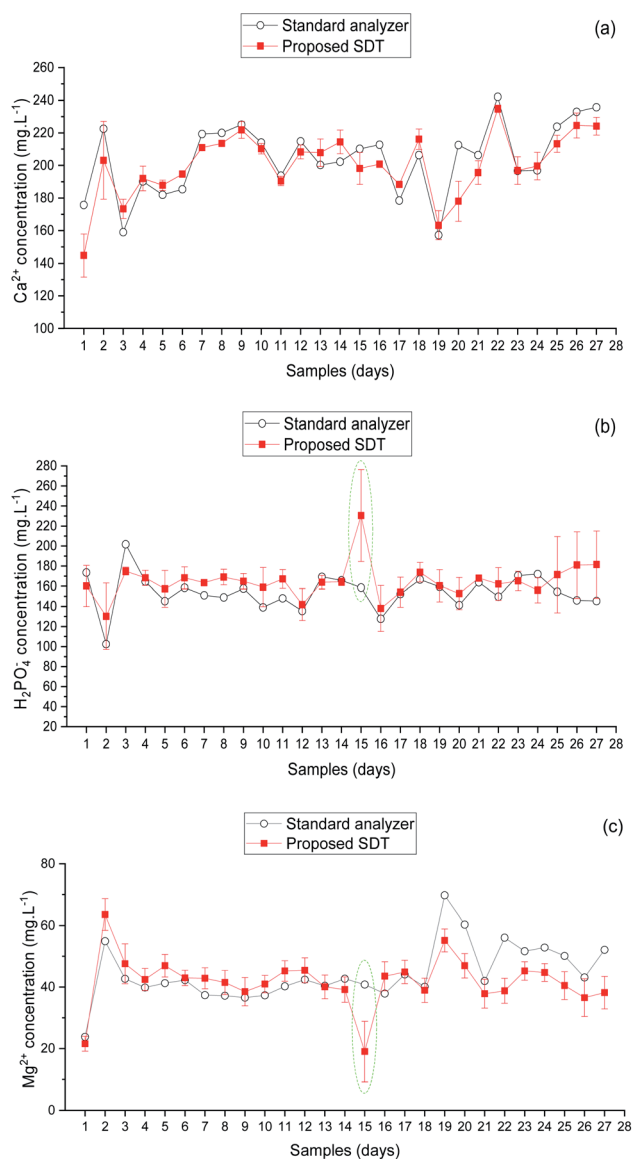 Standard analyzer
Proposed SDT
(a)
260
240
220
200
180
160
140
120
100
Ca²⁺ concentration (mg.L⁻¹)
1 2 3 4 5 6 7 8 9 10 11 12 13 14 15 16 17 18 19 20 21 22 23 24 25 26 27 28
Samples (days)
Standard analyzer
Proposed SDT
(b)
280
260
240
220
200
180
160
140
120
100
80
60
40
20
H₂PO₄⁻ concentration (mg.L⁻¹)
1 2 3 4 5 6 7 8 9 10 11 12 13 14 15 16 17 18 19 20 21 22 23 24 25 26 27 28
Samples (days)
Standard analyzer
Proposed SDT
(c)
80
60
40
20
0
Mg²⁺ concentration (mg.L⁻¹)
1 2 3 4 5 6 7 8 9 10 11 12 13 14 15 16 17 18 19 20 21 22 23 24 25 26 27 28
Samples (days)